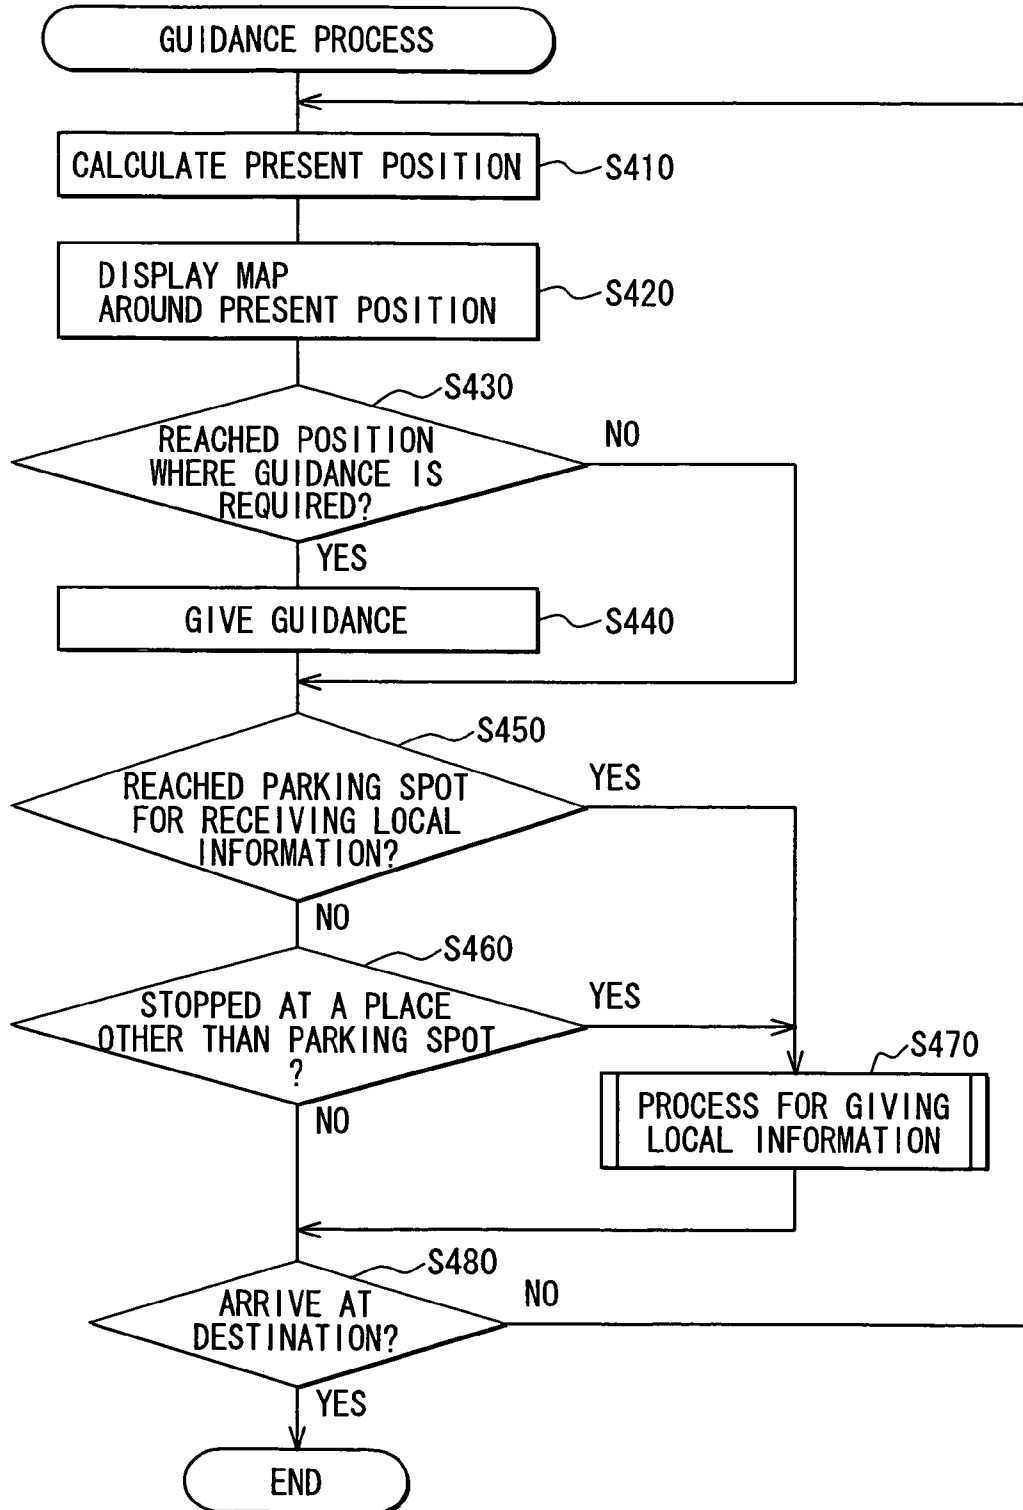 GUIDANCE PROCESS
CALCULATE PRESENT POSITION
S410
DISPLAY MAP
AROUND PRESENT POSITION
S420
S430
REACHED POSITION
WHERE GUIDANCE IS
REQUIRED?
NO
YES
GIVE GUIDANCE
S440
S450
REACHED PARKING SPOT
FOR RECEIVING LOCAL
INFORMATION?
YES
NO
S460
STOPPED AT A PLACE
OTHER THAN PARKING SPOT
?
YES
NO
S470
PROCESS FOR GIVING
LOCAL INFORMATION
S480
ARRIVE AT
DESTINATION?
NO
YES
END